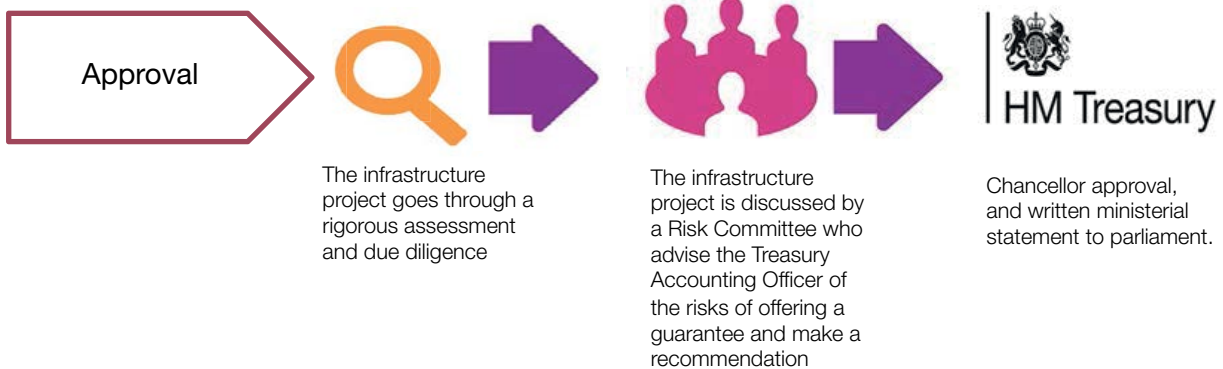 Approval
HM Treasury
The infrastructure
project goes through a
rigorous assessment
and due diligence
The infrastructure
project is discussed by
a Risk Committee who
advise the Treasury
Accounting Officer of
the risks of offering a
guarantee and make a
recommendation
Chancellor approval,
and written ministerial
statement to parliament.